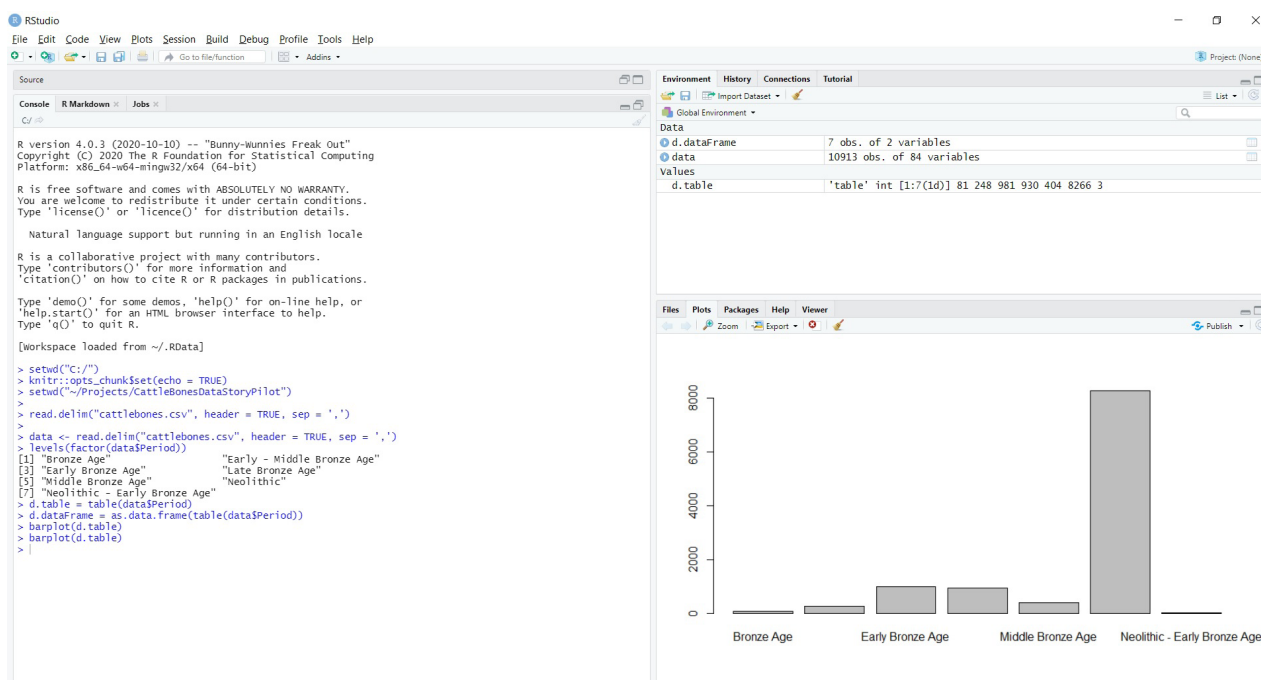 RStudio
File Edit Code View Plots Session Build Debug Profile Tools Help
Go to file/function Addins
Project: (None
Source
Console R Markdown Jobs
C:/
R version 4.0.3 (2020-10-10) -- "Bunny-Wunnies Freak Out"
Copyright (C) 2020 The R Foundation for Statistical Computing
Platform: x86_64-w64-mingw32/x64 (64-bit)
R is free software and comes with ABSOLUTELY NO WARRANTY.
You are welcome to redistribute it under certain conditions.
Type 'license()' or 'licence()' for distribution details.
Natural language support but running in an English locale
R is a collaborative project with many contributors.
Type 'contributors()' for more information and
'citation()' on how to cite R or R packages in publications.
Type 'demo()' for some demos, 'help()' for on-line help, or
'help.start()' for an HTML browser interface to help.
Type 'q()' to quit R.
[Workspace loaded from ~/.RData]
> setwd("C:/")
> knitr::opts_chunk$set(echo = TRUE)
> setwd("~/Projects/CattleBonesDataStoryPilot")
>
> read.delim("cattlebones.csv", header = TRUE, sep = ',')
>
> data <- read.delim("cattlebones.csv", header = TRUE, sep = ',')
> levels(factor(data$Period))
[1] "Bronze Age" "Early - Middle Bronze Age"
[3] "Early Bronze Age" "Late Bronze Age"
[5] "Middle Bronze Age" "Neolithic"
[7] "Neolithic - Early Bronze Age"
> d.table = table(data$Period)
> d.dataFrame = as.data.frame(table(data$Period))
> barplot(d.table)
> barplot(d.table)
>
Environment History Connections Tutorial
Import Dataset List
Global Environment
Data
d.dataFrame 7 obs. of 2 variables
data 10913 obs. of 84 variables
Values
d.table 'table' int [1:7(1d)] 81 248 981 930 404 8266 3
Files Plots Packages Help Viewer
Zoom Export Publish
8000
6000
4000
2000
0
Bronze Age Early Bronze Age Middle Bronze Age Neolithic - Early Bronze Age